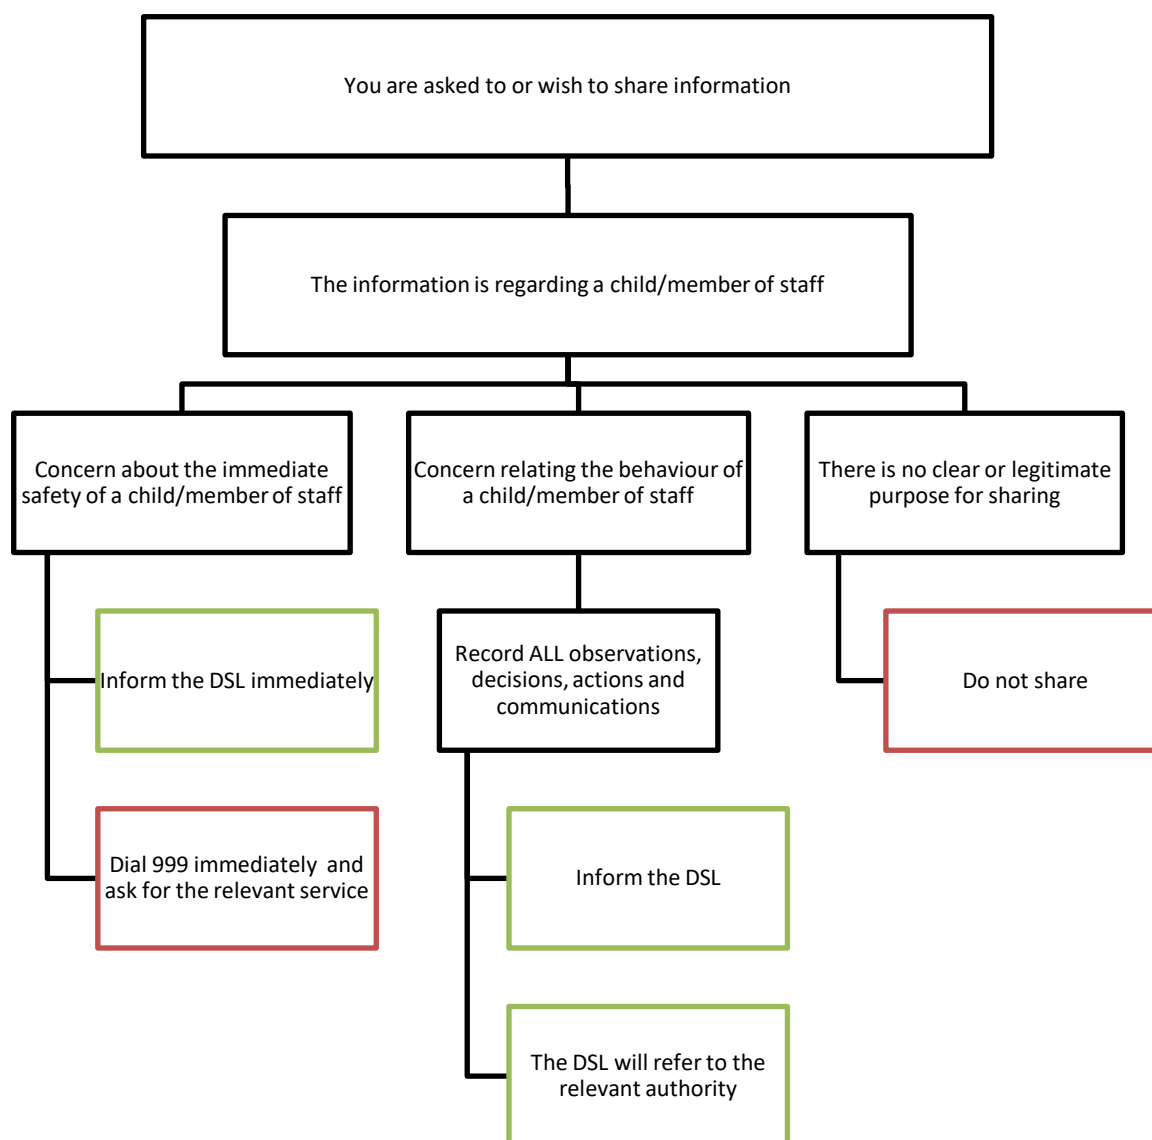 You are asked to or wish to share information
The information is regarding a child/member of staff
Concern about the immediate
safety of a child/member of staff
Concern relating the behaviour of
a child/member of staff
There is no clear or legitimate
purpose for sharing
Inform the DSL immediately
Record ALL observations,
decisions, actions and
communications
Do not share
Dial 999 immediately  and
ask for the relevant service
Inform the DSL
The DSL will refer to the
relevant authority